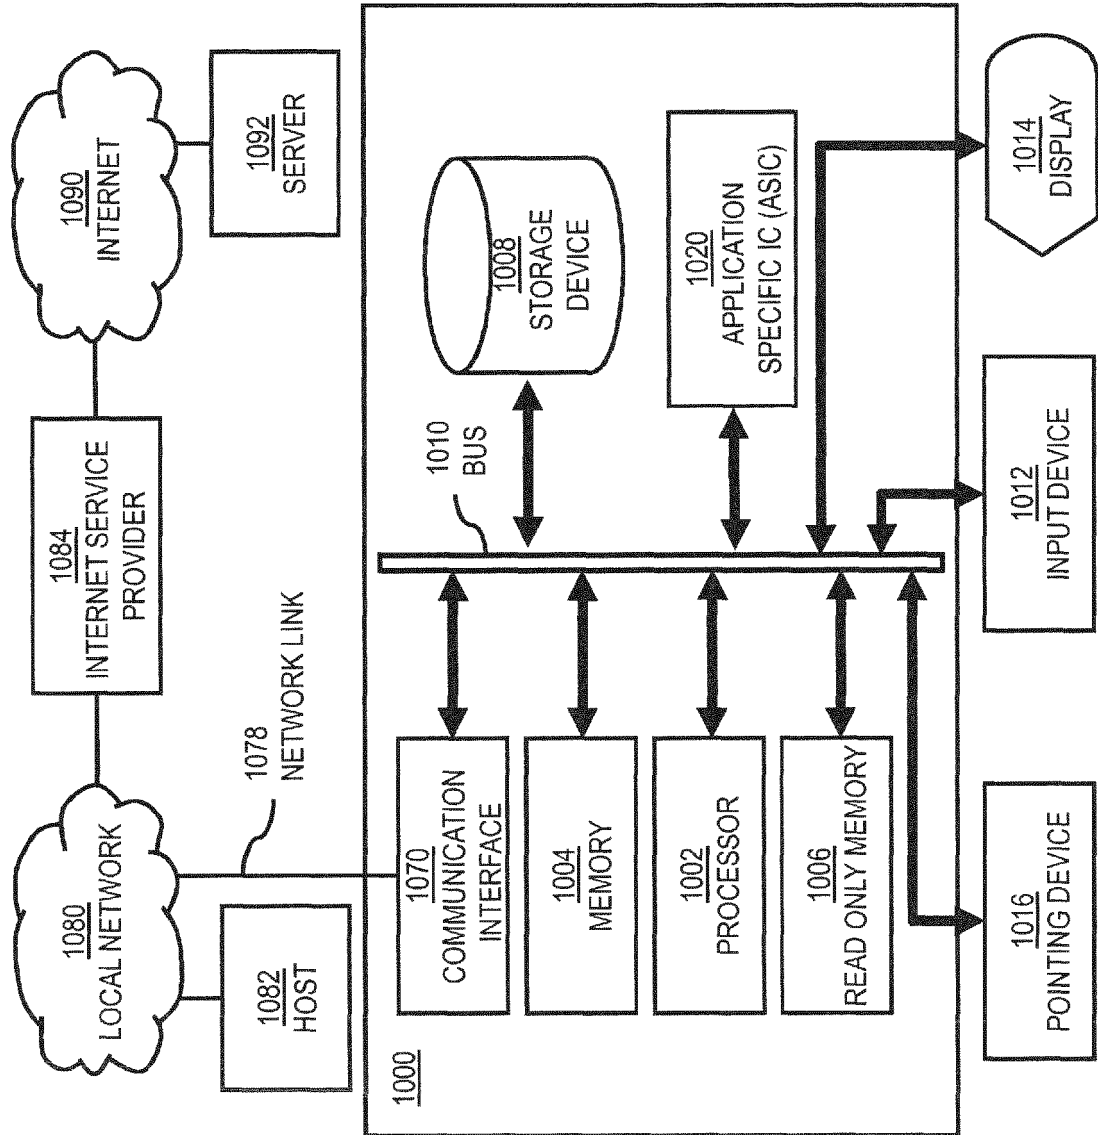 1080
LOCAL NETWORK
1084
INTERNET SERVICE
PROVIDER
1090
INTERNET
1082
HOST
1078
NETWORK LINK
1092
SERVER
1000
1070
COMMUNICATION
INTERFACE
1010
BUS
1008
STORAGE
DEVICE
1004
MEMORY
1002
PROCESSOR
1020
APPLICATION
SPECIFIC IC (ASIC)
1006
READ ONLY MEMORY
1016
POINTING DEVICE
1012
INPUT DEVICE
1014
DISPLAY